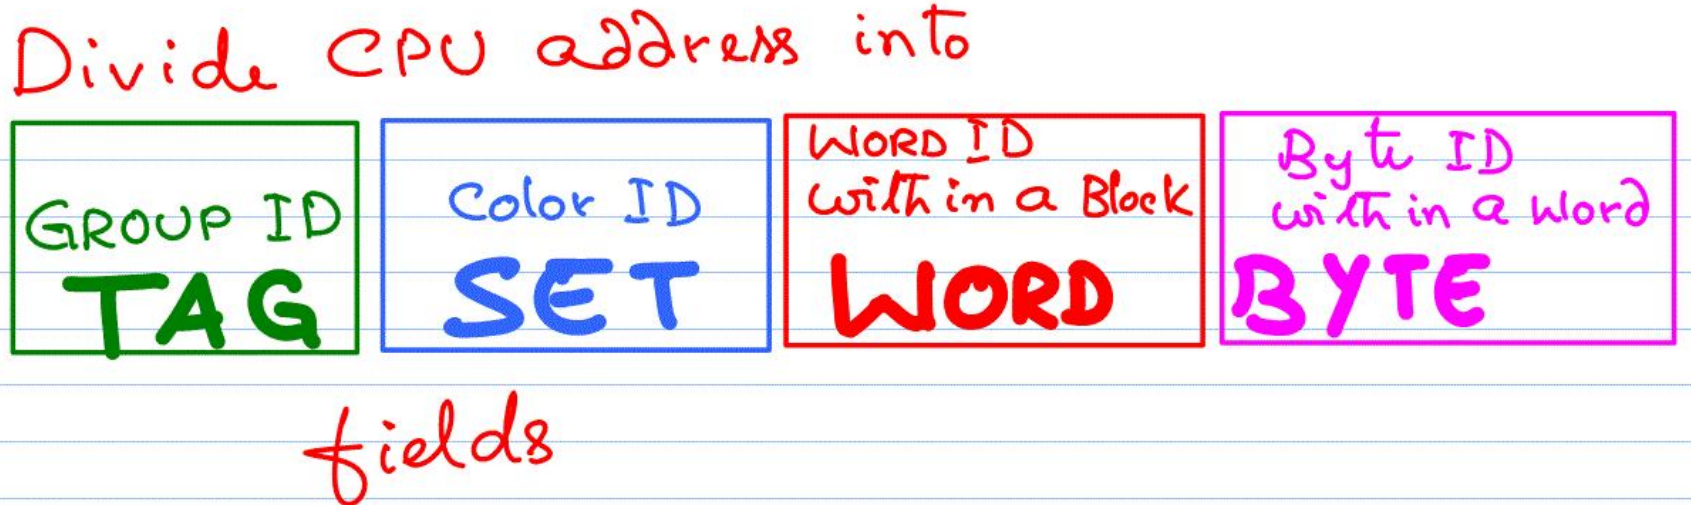 Divide CPU address into
GROUP ID
TAG
Color ID
SET
WORD ID
with in a Block
WORD
Byte ID
with in a word
BYTE
fields